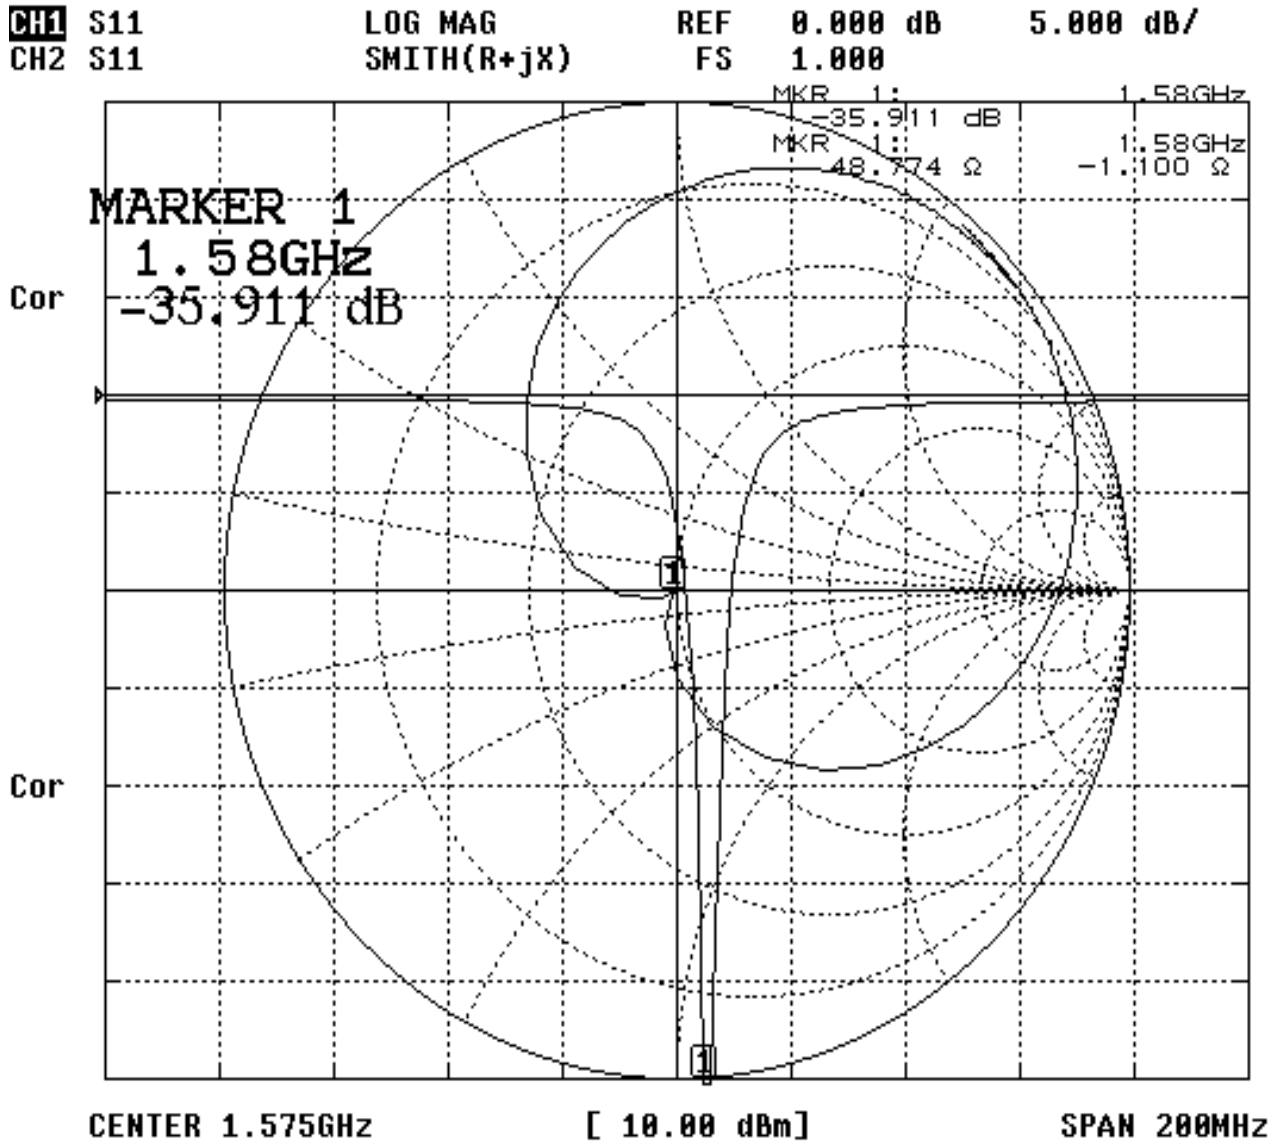 CH1 S11 LOG MAG REF 0.000 dB 5.000 dB/
CH2 S11 SMITH(R+jX) FS 1.000
MKR 1: 1.58GHz
-35.911 dB
MKR 1: 1.58GHz
48.774 Ω -1.100 Ω
MARKER 1
1.58GHz
-35.911 dB
Cor
1
Cor
1
CENTER 1.575GHz [ 10.00 dBm] SPAN 200MHz